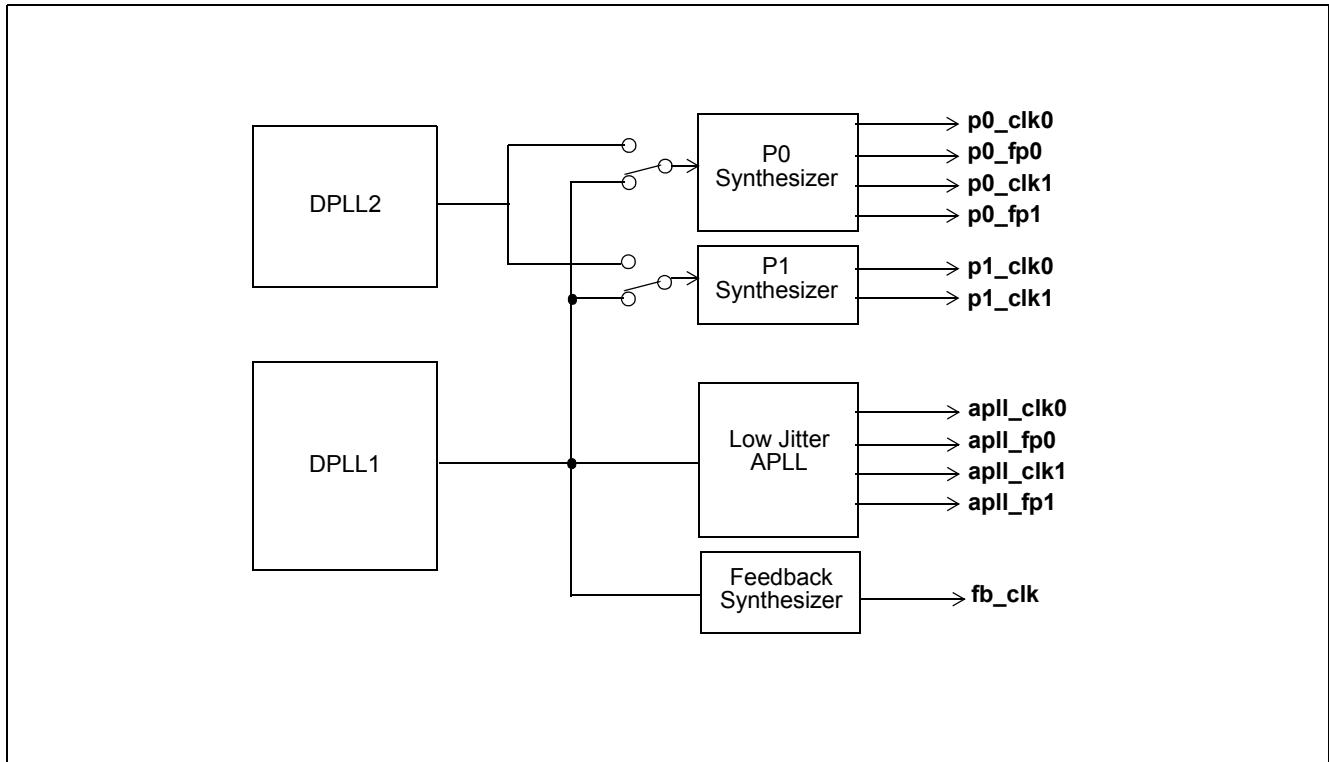 DPLL2
P0
Synthesizer
p0_clk0
p0_fp0
p0_clk1
p0_fp1
P1
Synthesizer
p1_clk0
p1_clk1
DPLL1
Low Jitter
APLL
apll_clk0
apll_fp0
apll_clk1
apll_fp1
Feedback
Synthesizer
fb_clk